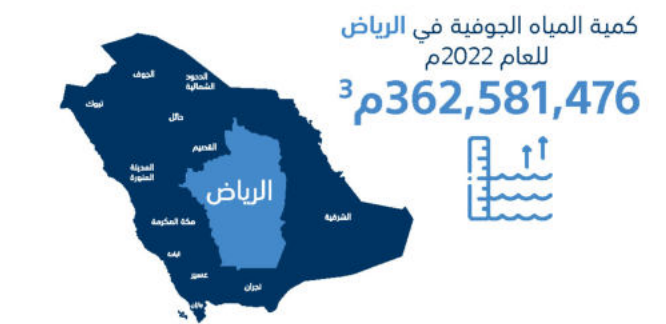 كمية المياه الجوفية في الرياض
للعام 2022م
362,581,476م3
الجوف
الحدود
الشمالية
تبوك
حائل
القصيم
المدينة
المنورة
الرياض
مكة المكرمة
الشرقية
الباحة
عسير
نجران
جازان